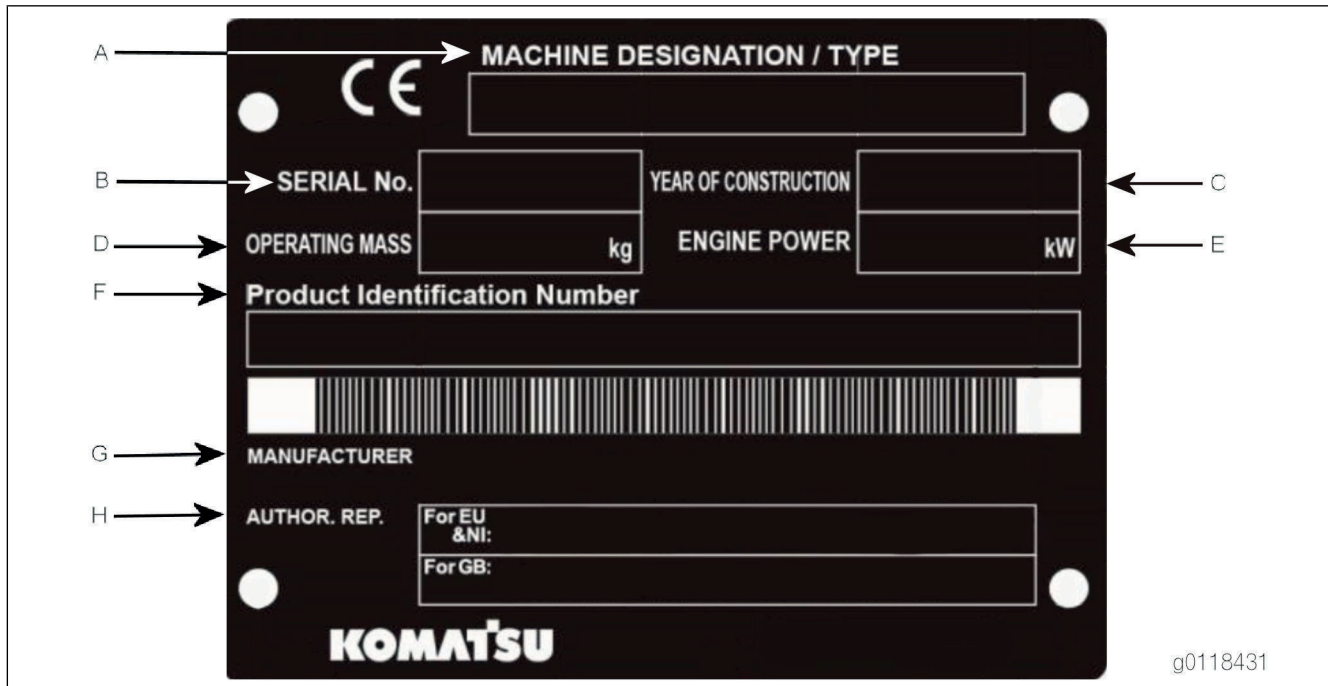 A MACHINE DESIGNATION / TYPE
CE
B SERIAL No. YEAR OF CONSTRUCTION C
D OPERATING MASS kg ENGINE POWER kW E
F Product Identification Number
G MANUFACTURER
H AUTHOR. REP. For EU
&NI:
For GB:
KOMATSU
g0118431